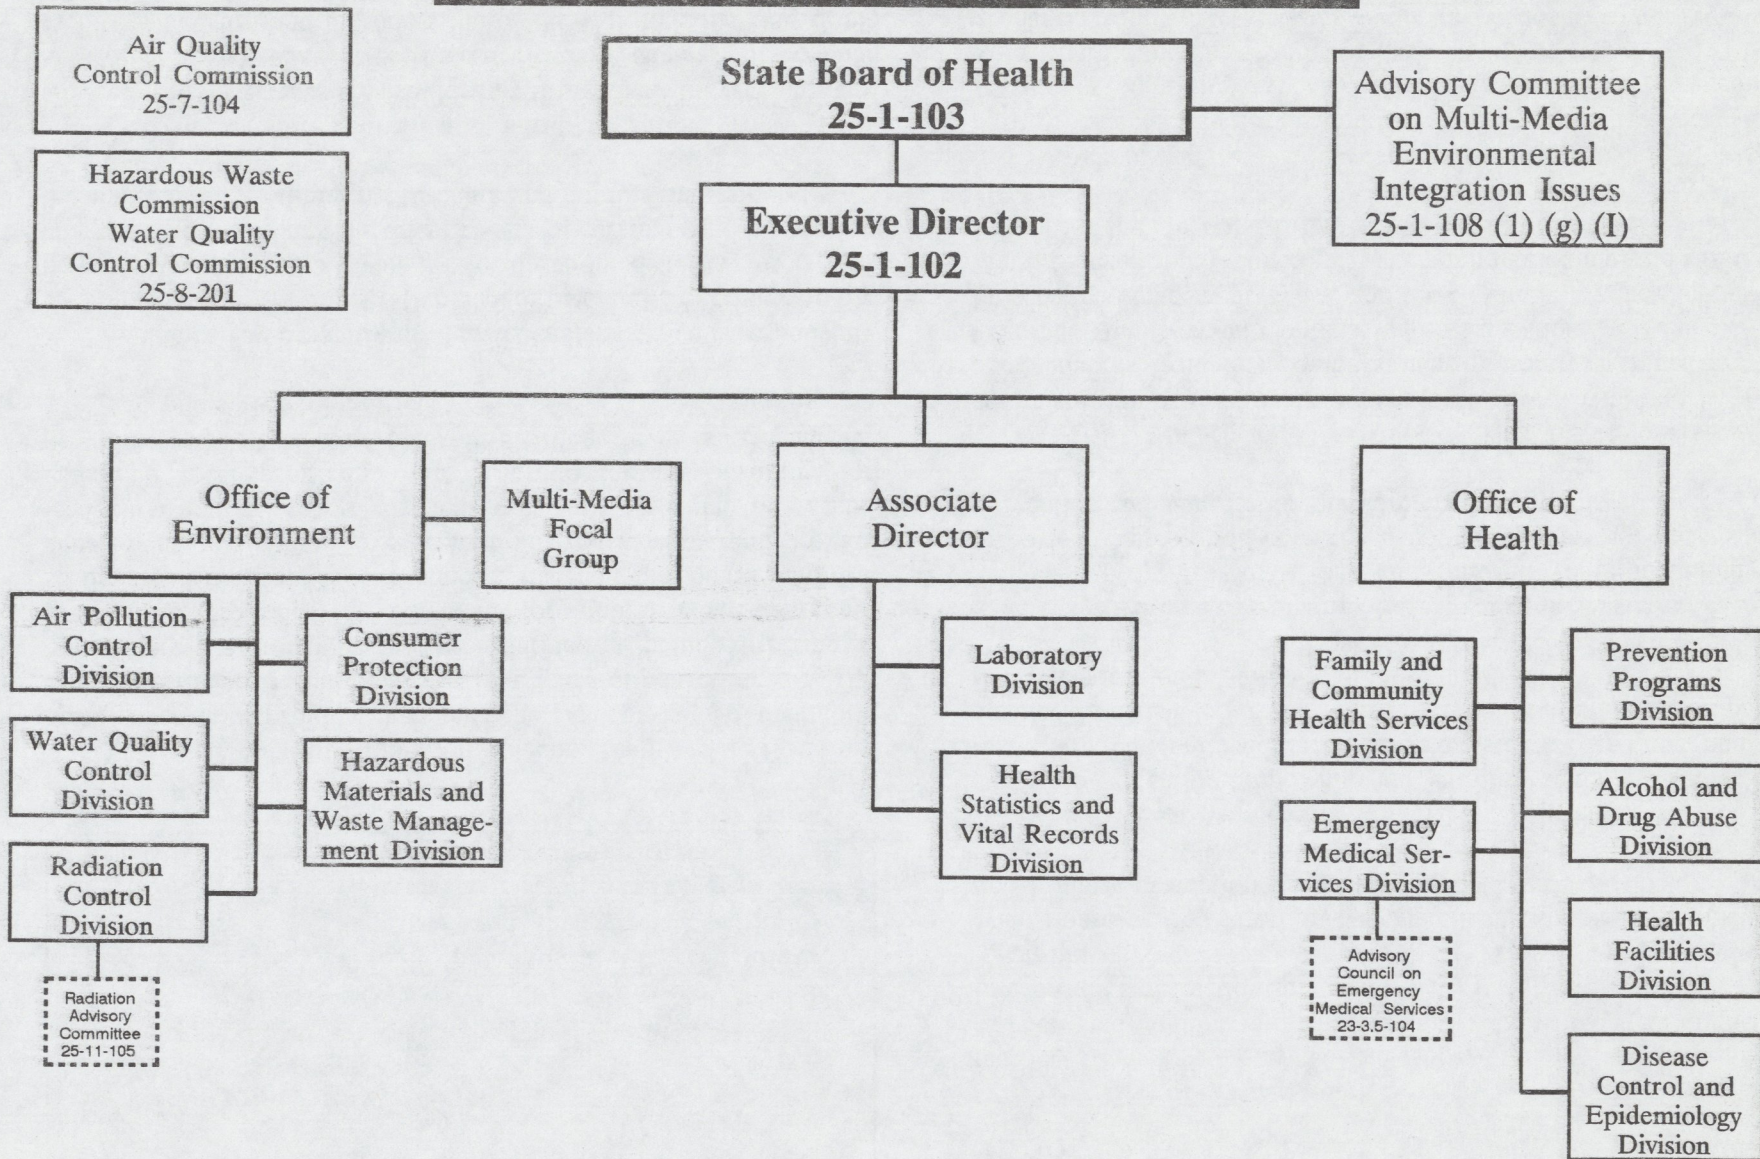 Air Quality
Control Commission
25-7-104
Hazardous Waste
Commission
Water Quality
Control Commission
25-8-201
State Board of Health
25-1-103
Advisory Committee
on Multi-Media
Environmental
Integration Issues
25-1-108 (1) (g) (I)
Executive Director
25-1-102
Office of
Environment
Multi-Media
Focal
Group
Associate
Director
Office of
Health
Air Pollution
Control
Division
Consumer
Protection
Division
Water Quality
Control
Division
Hazardous
Materials and
Waste Manage-
ment Division
Radiation
Control
Division
Radiation
Advisory
Committee
25-11-105
Laboratory
Division
Health
Statistics and
Vital Records
Division
Family and
Community
Health Services
Division
Prevention
Programs
Division
Emergency
Medical Ser-
vices Division
Alcohol and
Drug Abuse
Division
Advisory
Council on
Emergency
Medical Services
23-3.5-104
Health
Facilities
Division
Disease
Control and
Epidemiology
Division